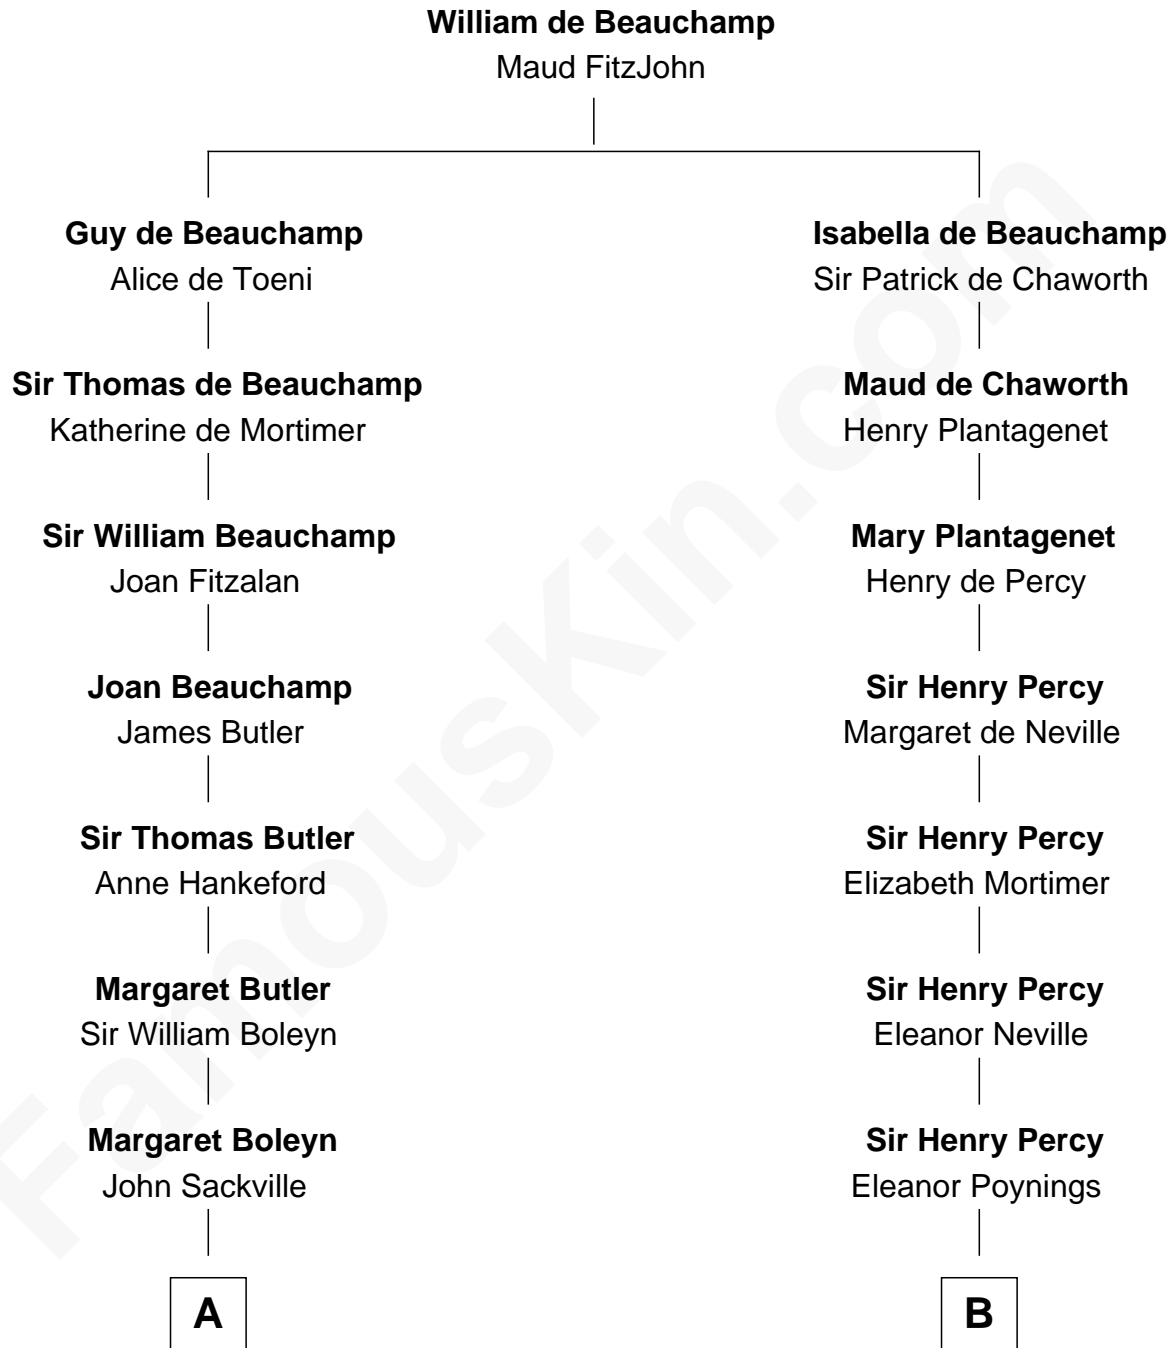 William de Beauchamp
Maud FitzJohn
Guy de Beauchamp
Alice de Toeni
Sir Thomas de Beauchamp
Katherine de Mortimer
Sir William Beauchamp
Joan Fitzalan
Joan Beauchamp
James Butler
Sir Thomas Butler
Anne Hankeford
Margaret Butler
Sir William Boleyn
Margaret Boleyn
John Sackville
A
Isabella de Beauchamp
Sir Patrick de Chaworth
Maud de Chaworth
Henry Plantagenet
Mary Plantagenet
Henry de Percy
Sir Henry Percy
Margaret de Neville
Sir Henry Percy
Elizabeth Mortimer
Sir Henry Percy
Eleanor Neville
Sir Henry Percy
Eleanor Poynings
B
FamousKin.com